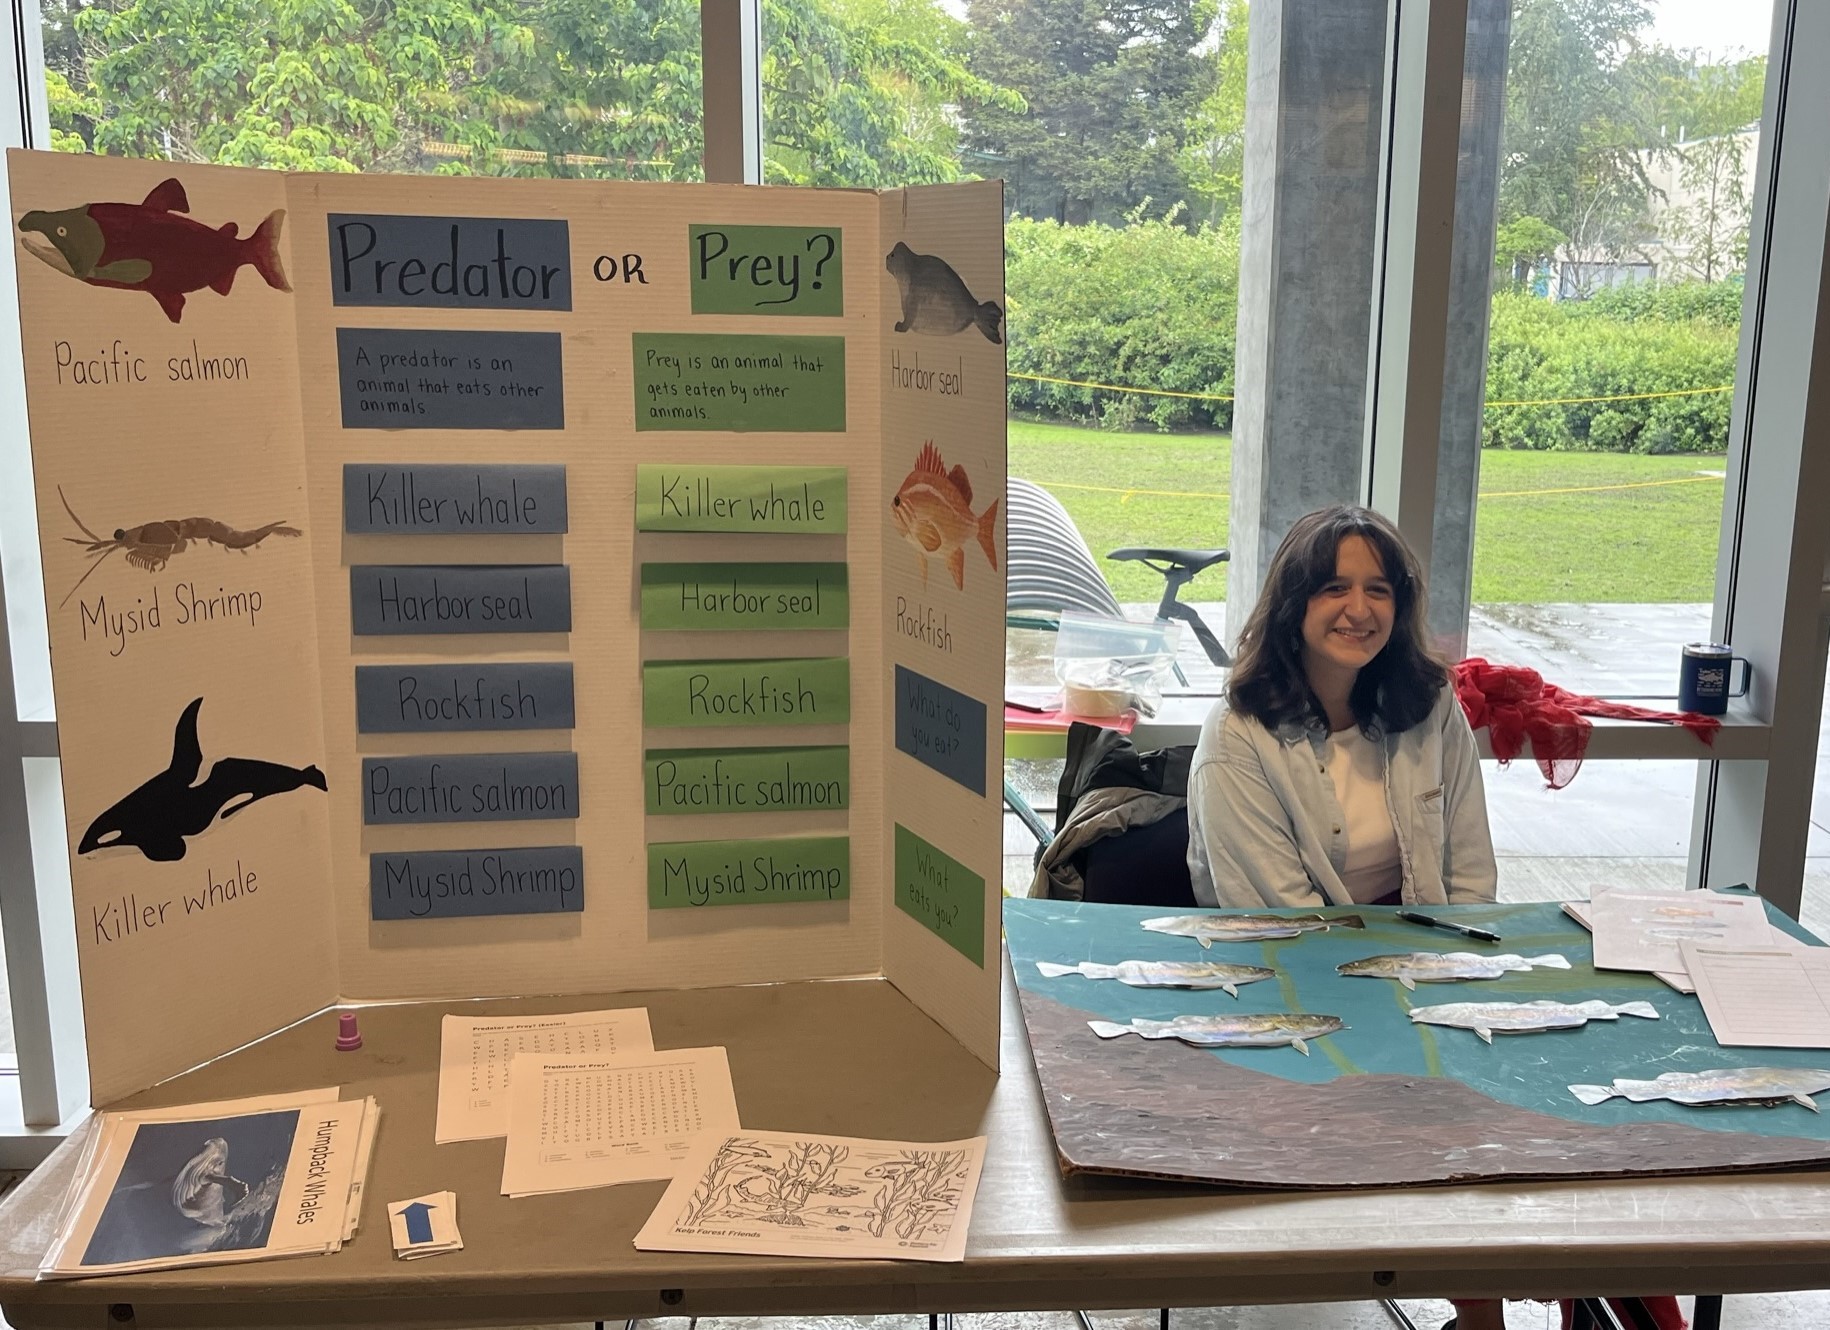 Predator OR Prey?
A predator is an
animal that eats other
animals.
Prey is an animal that
gets eaten by other
animals.
Killer whale
Harbor seal
Rockfish
Pacific salmon
Mysid Shrimp
Killer whale
Harbor seal
Rockfish
Pacific salmon
Mysid Shrimp
Pacific salmon
Mysid Shrimp
Killer whale
Harbor seal
Rockfish
What do
you eat?
What
eats you?
Predator or Prey? (Easier)
Predator or Prey?
Word Bank
Humpback Whales
Kelp Forest Friends